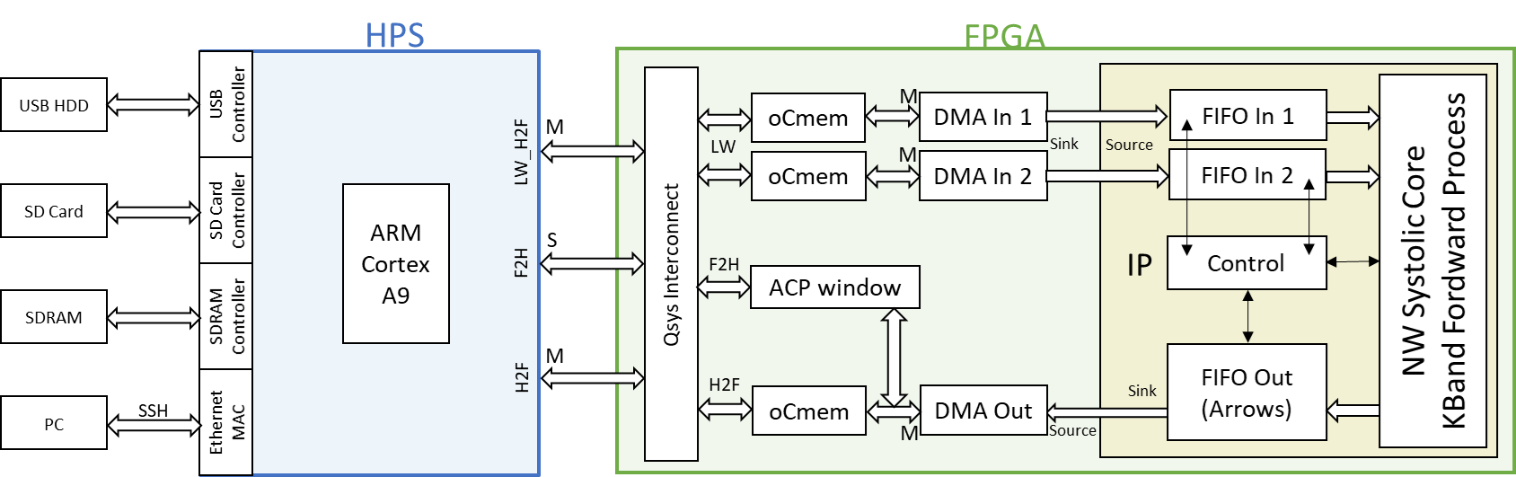 HPS
FPGA
USB HDD
SD Card
SDRAM
PC
SSH
USB
Controller
SD Card
Controller
SDRAM
Controller
Ethernet
MAC
ARM
Cortex
A9
LW_H2F
M
F2H
S
H2F
M
Qsys Interconnect
LW
F2H
H2F
oCmem
M
DMA In 1
Sink
Source
FIFO In 1
oCmem
M
DMA In 2
FIFO In 2
ACP window
IP
Control
oCmem
M
DMA Out
Source
Sink
FIFO Out
(Arrows)
NW Systolic Core
KBand Fordward Process